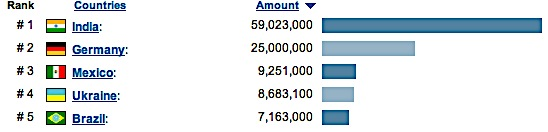 Rank Countries Amount
# 1 India: 59,023,000
# 2 Germany: 25,000,000
# 3 Mexico: 9,251,000
# 4 Ukraine: 8,683,100
# 5 Brazil: 7,163,000